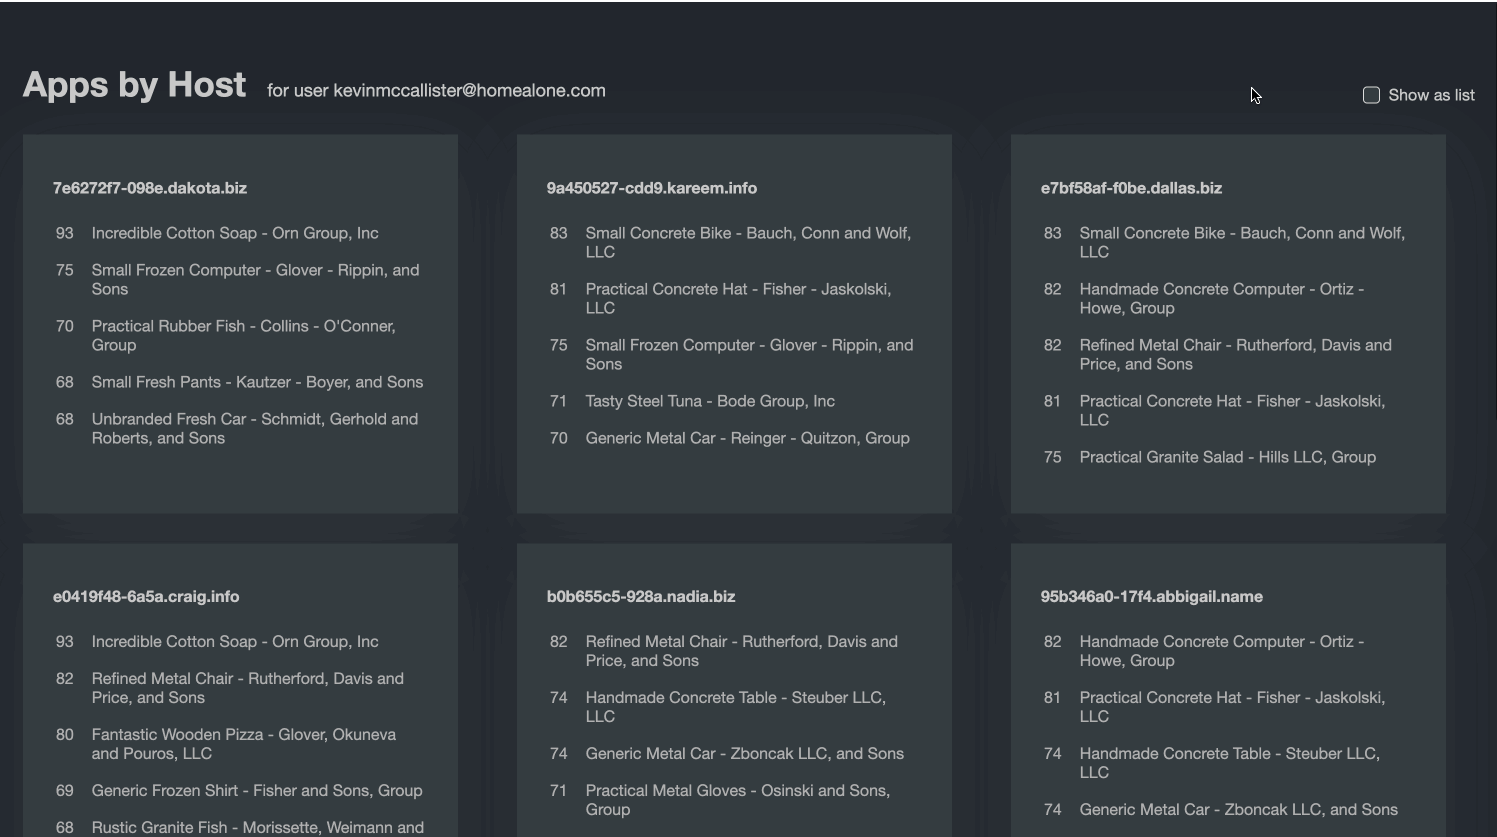 Apps by Host for user kevinmccallister@homealone.com
Show as list
7e6272f7-098e.dakota.biz
93 Incredible Cotton Soap - Orn Group, Inc
75 Small Frozen Computer - Glover - Rippin, and
Sons
70 Practical Rubber Fish - Collins - O'Conner,
Group
68 Small Fresh Pants - Kautzer - Boyer, and Sons
68 Unbranded Fresh Car - Schmidt, Gerhold and
Roberts, and Sons
9a450527-cdd9.kareem.info
83 Small Concrete Bike - Bauch, Conn and Wolf,
LLC
81 Practical Concrete Hat - Fisher - Jaskolski,
LLC
75 Small Frozen Computer - Glover - Rippin, and
Sons
71 Tasty Steel Tuna - Bode Group, Inc
70 Generic Metal Car - Reinger - Quitzon, Group
e7bf58af-f0be.dallas.biz
83 Small Concrete Bike - Bauch, Conn and Wolf,
LLC
82 Handmade Concrete Computer - Ortiz -
Howe, Group
82 Refined Metal Chair - Rutherford, Davis and
Price, and Sons
81 Practical Concrete Hat - Fisher - Jaskolski,
LLC
75 Practical Granite Salad - Hills LLC, Group
e0419f48-6a5a.craig.info
93 Incredible Cotton Soap - Orn Group, Inc
82 Refined Metal Chair - Rutherford, Davis and
Price, and Sons
80 Fantastic Wooden Pizza - Glover, Okuneva
and Pouros, LLC
69 Generic Frozen Shirt - Fisher and Sons, Group
68 Rustic Granite Fish - Morissette, Weimann and
b0b655c5-928a.nadia.biz
82 Refined Metal Chair - Rutherford, Davis and
Price, and Sons
74 Handmade Concrete Table - Steuber LLC,
LLC
74 Generic Metal Car - Zboncak LLC, and Sons
71 Practical Metal Gloves - Osinski and Sons,
Group
95b346a0-17f4.abbigail.name
82 Handmade Concrete Computer - Ortiz -
Howe, Group
81 Practical Concrete Hat - Fisher - Jaskolski,
LLC
74 Handmade Concrete Table - Steuber LLC,
LLC
74 Generic Metal Car - Zboncak LLC, and Sons